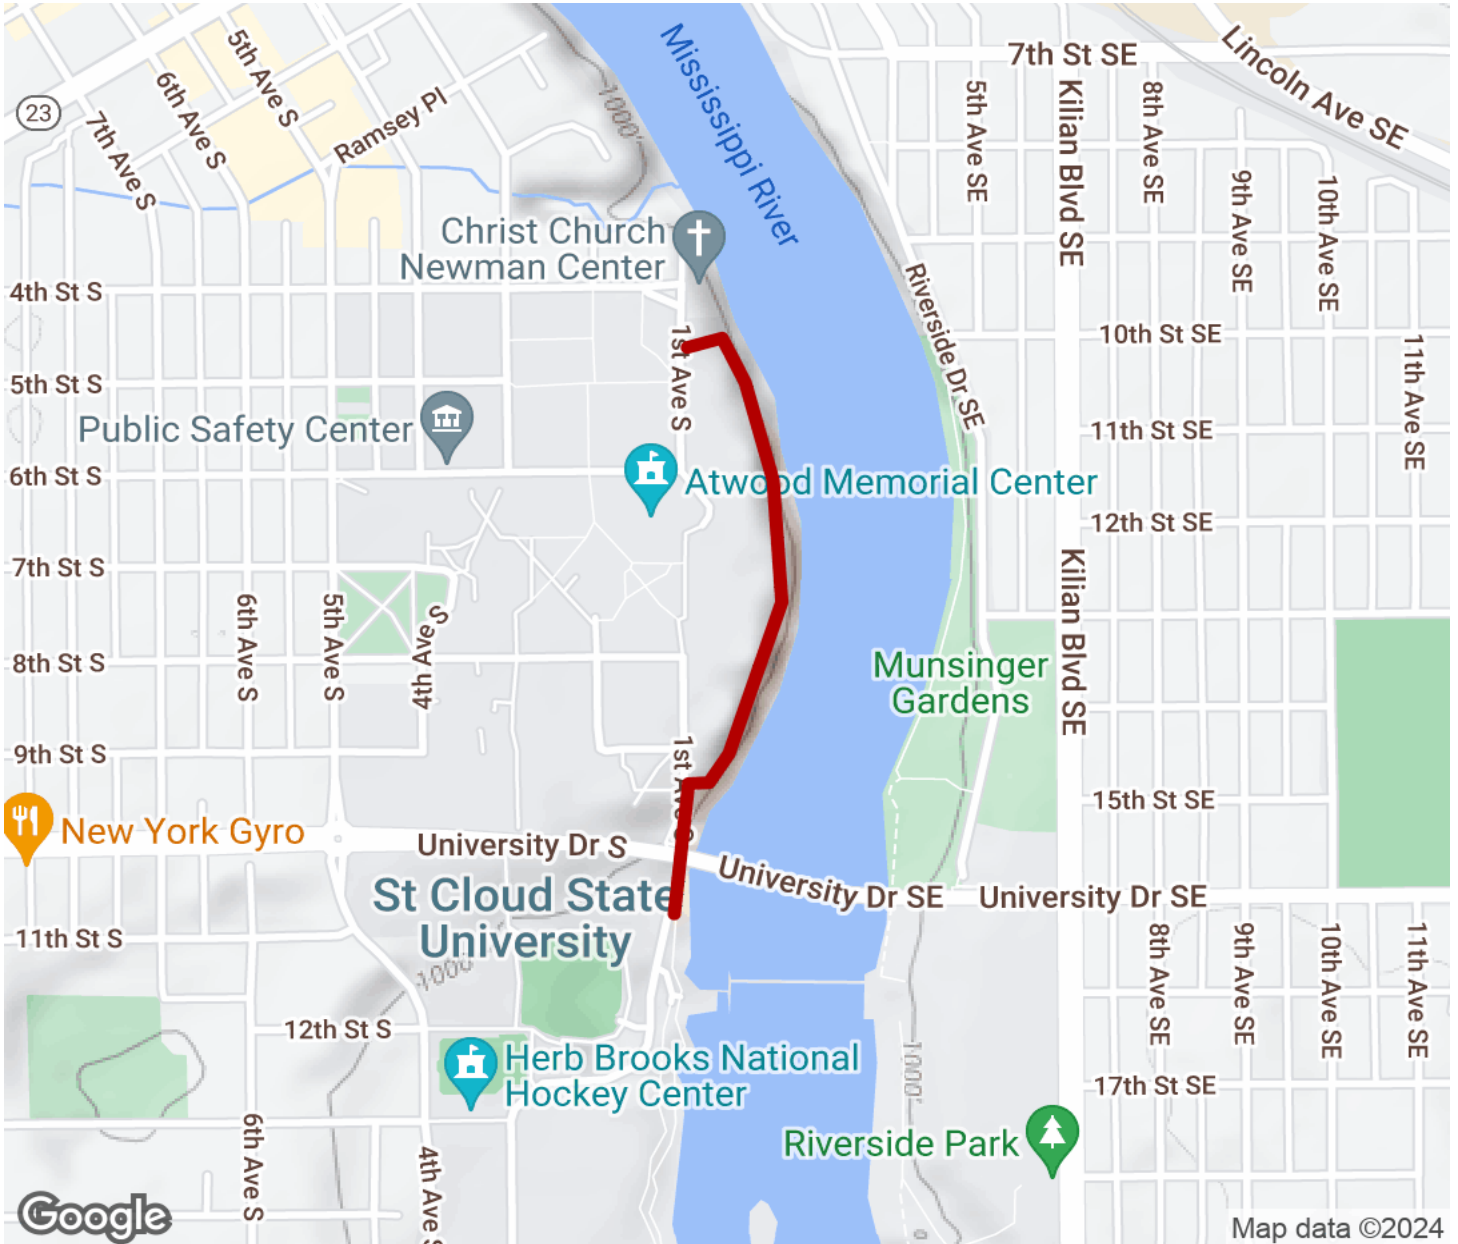 Mississippi River
7th St SE
Lincoln Ave SE
5th Ave S
6th Ave S
7th Ave S
23
Ramsey Pl
1000'
5th Ave SE
Kilian Blvd SE
8th Ave SE
9th Ave SE
10th Ave SE
Christ Church
Newman Center
4th St S
Riverside Dr SE
10th St SE
11th Ave SE
1st Ave S
5th St S
Public Safety Center
11th St SE
6th St S
Atwood Memorial Center
12th St SE
7th St S
6th Ave S
5th Ave S
4th Ave S
Kilian Blvd SE
8th St S
Munsinger
Gardens
9th St S
1st Ave S
15th St SE
New York Gyro
University Dr S
University Dr SE
University Dr SE
St Cloud State
University
11th St S
1000'
8th Ave SE
9th Ave SE
10th Ave SE
11th Ave SE
12th St S
Herb Brooks National
Hockey Center
1000'
17th St SE
6th Ave S
4th Ave S
Riverside Park
Google
Map data ©2024